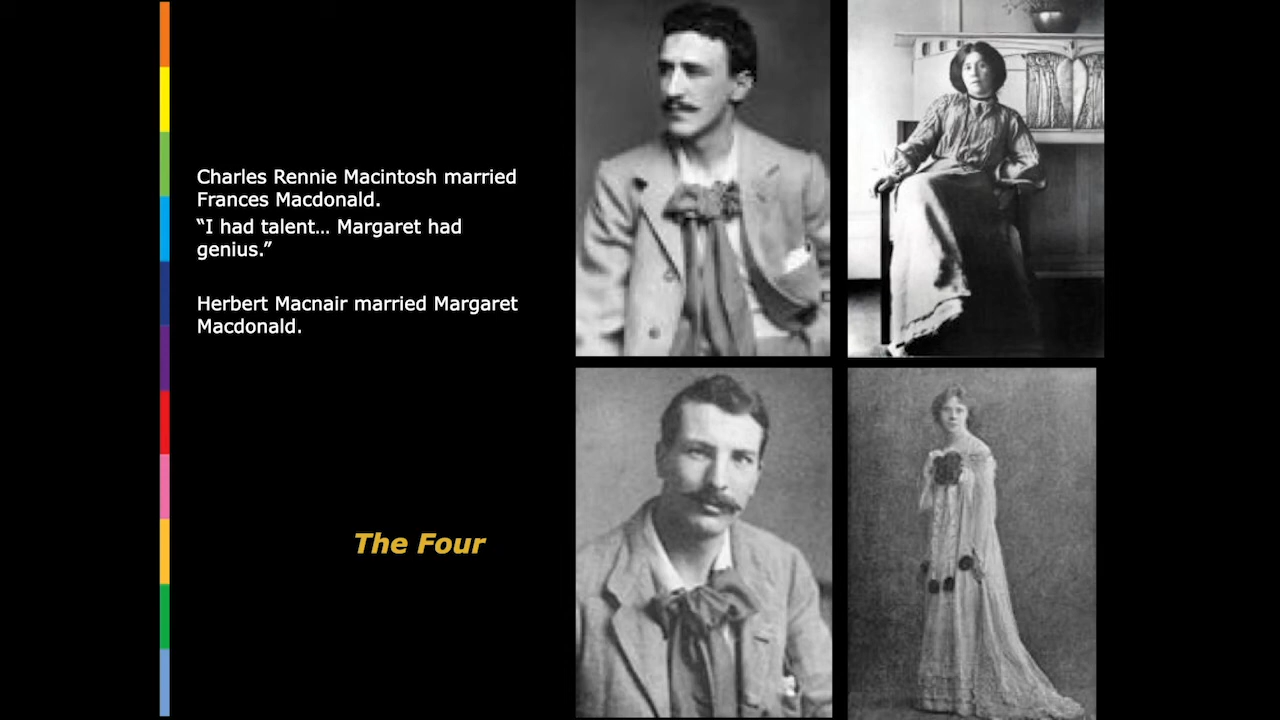 Charles Rennie Macintosh married
Frances Macdonald.
“I had talent… Margaret had
genius.”
Herbert Macnair married Margaret
Macdonald.
The Four